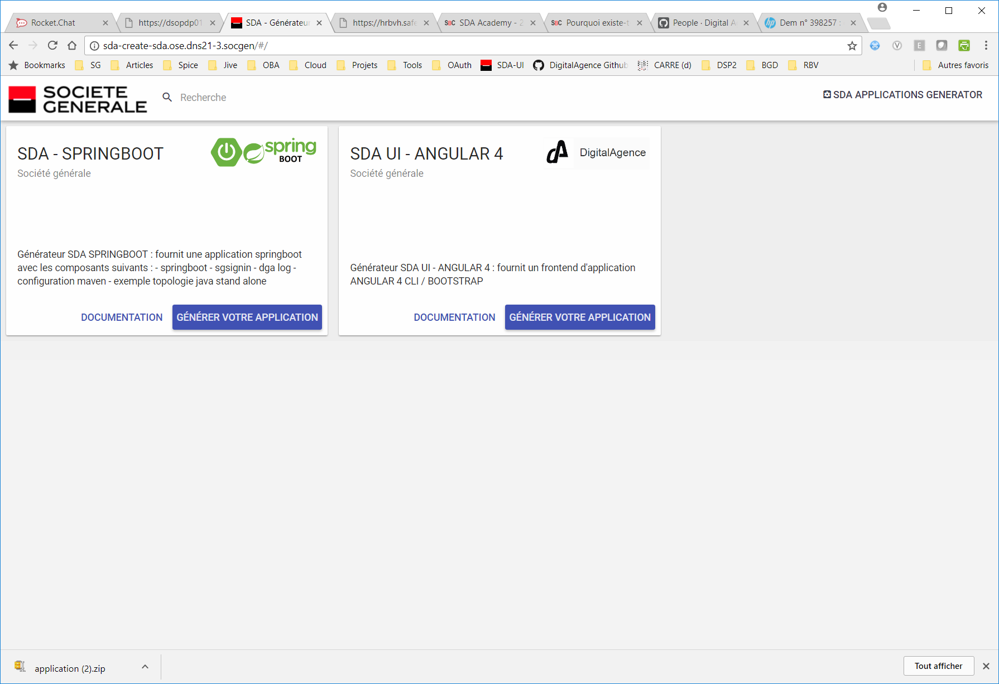 Rocket.Chat
https://dsopdp01
SDA - Générateur
https://hrbvh.safe
SDA Academy - 2
Pourquoi existe-t
People · Digital A
Dem n° 398257 :
sda-create-sda.ose.dns21-3.socgen/#/
Bookmarks SG Articles Spice Jive OBA Cloud Projets Tools OAuth SDA-UI DigitalAgence Github CARRE (d) DSP2 BGD RBV Autres favoris
SOCIETE
GENERALE
Recherche
SDA APPLICATIONS GENERATOR
SDA - SPRINGBOOT
spring
BOOT
Société générale
Générateur SDA SPRINGBOOT : fournit une application springboot
avec les composants suivants : - springboot - sgsignin - dga log -
configuration maven - exemple topologie java stand alone
DOCUMENTATION
GÉNÉRER VOTRE APPLICATION
SDA UI - ANGULAR 4
dA
DigitalAgence
Société générale
Générateur SDA UI - ANGULAR 4 : fournit un frontend d'application
ANGULAR 4 CLI / BOOTSTRAP
DOCUMENTATION
GÉNÉRER VOTRE APPLICATION
application (2).zip
Tout afficher